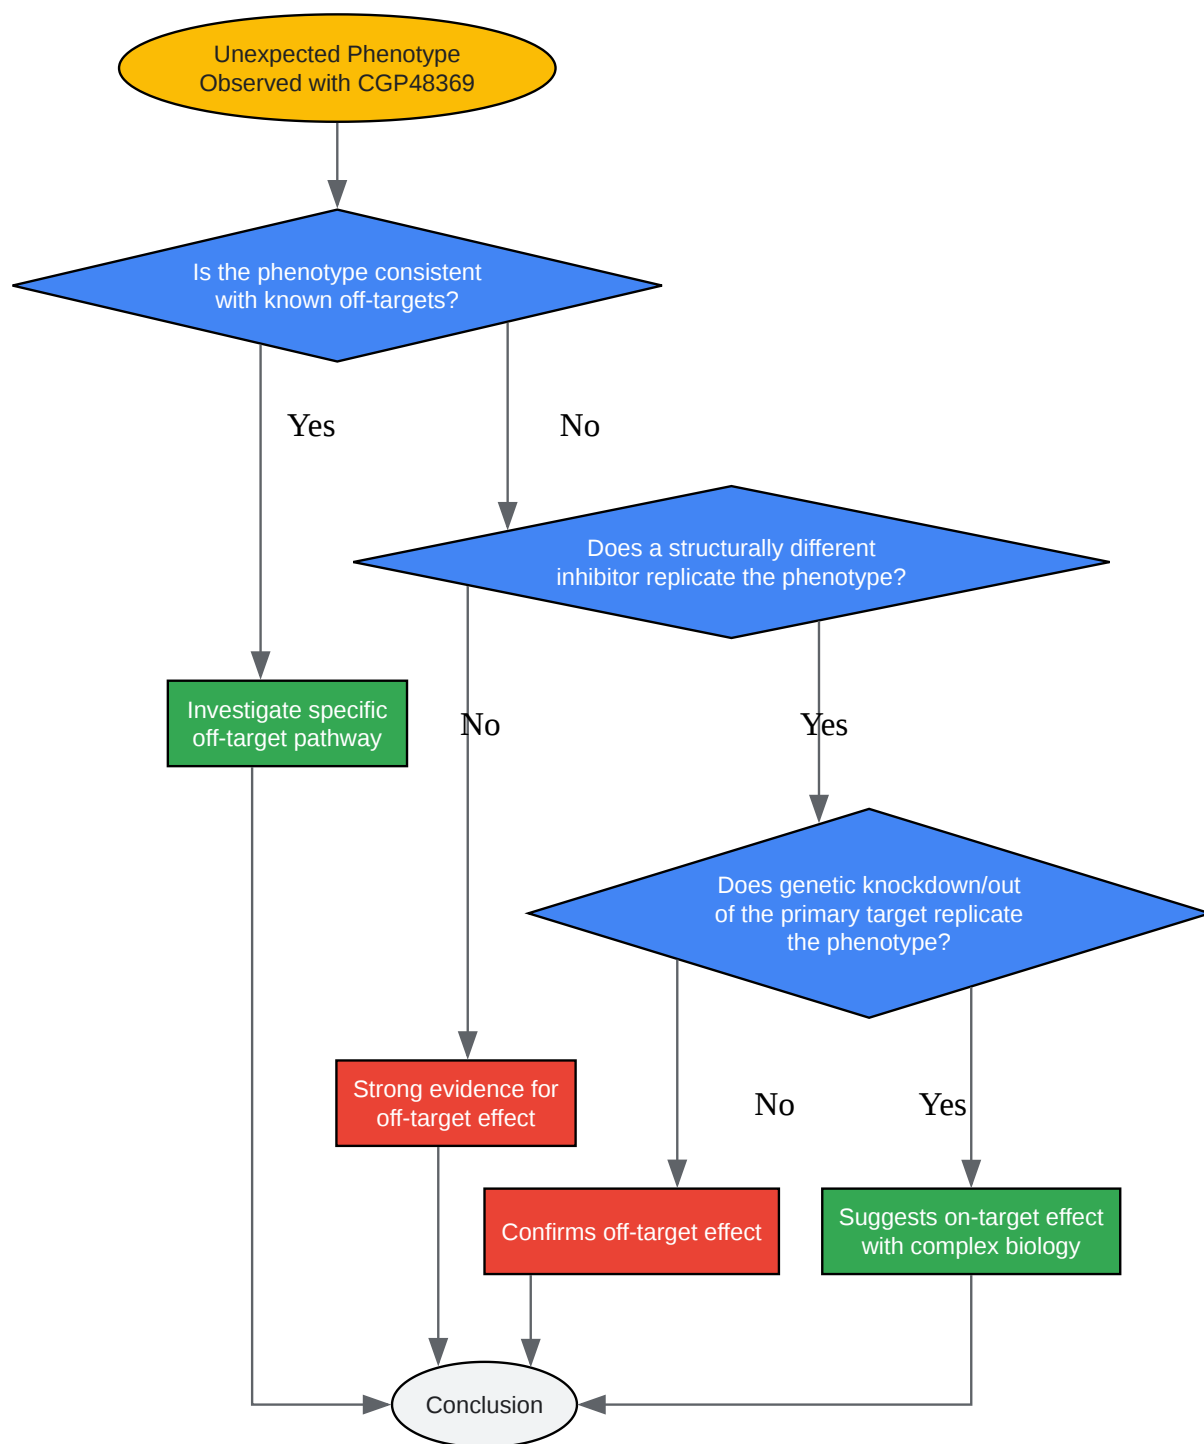 Unexpected Phenotype
Observed with CGP48369
Is the phenotype consistent
with known off-targets?
Yes
No
Does a structurally different
inhibitor replicate the phenotype?
Investigate specific
off-target pathway
No
Yes
Does genetic knockdown/out
of the primary target replicate
the phenotype?
Strong evidence for
off-target effect
No
Yes
Confirms off-target effect
Suggests on-target effect
with complex biology
Conclusion